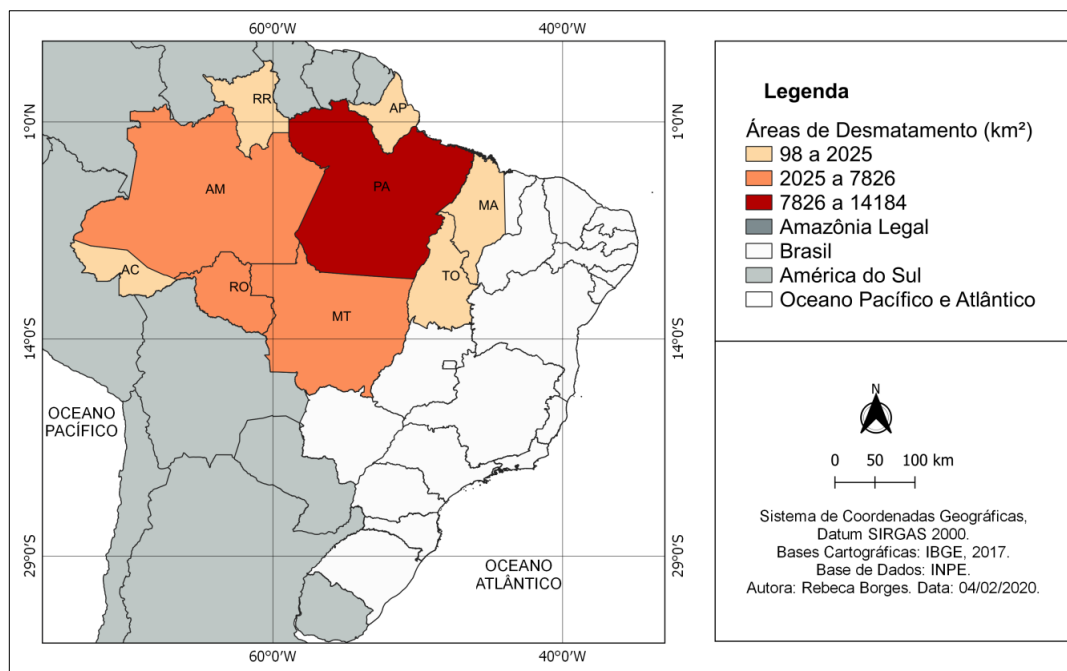 60°0'W 40°0'W
1°0'N
14°0'S
29°0'S
RR
AP
AM
PA
MA
AC
RO
TO
MT
OCEANO
PACÍFICO
OCEANO
ATLÂNTICO
1°0'N
14°0'S
29°0'S
60°0'W 40°0'W
Legenda
Áreas de Desmatamento (km²)
98 a 2025
2025 a 7826
7826 a 14184
Amazônia Legal
Brasil
América do Sul
Oceano Pacífico e Atlântico
N
0 50 100 km
Sistema de Coordenadas Geográficas,
Datum SIRGAS 2000.
Bases Cartográficas: IBGE, 2017.
Base de Dados: INPE.
Autora: Rebeca Borges. Data: 04/02/2020.